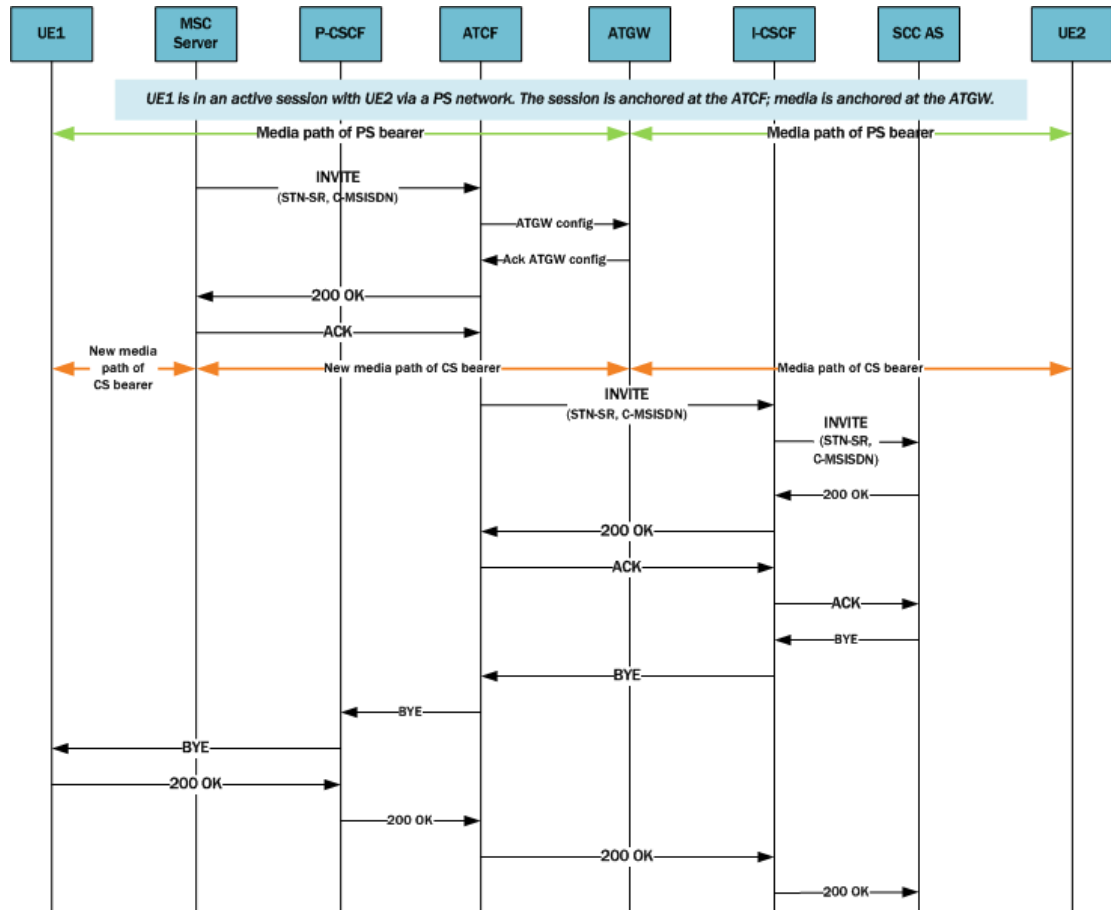 UE1
MSC
Server
P-CSCF
ATCF
ATGW
I-CSCF
SCC AS
UE2
UE1 is in an active session with UE2 via a PS network. The session is anchored at the ATCF; media is anchored at the ATGW.
Media path of PS bearer
Media path of PS bearer
INVITE
(STN-SR, C-MSISDN)
ATGW config
Ack ATGW config
200 OK
ACK
New media
path of
CS bearer
New media path of CS bearer
Media path of CS bearer
INVITE
(STN-SR, C-MSISDN)
INVITE
(STN-SR,
C-MSISDN)
200 OK
200 OK
ACK
ACK
BYE
BYE
BYE
BYE
200 OK
200 OK
200 OK
200 OK